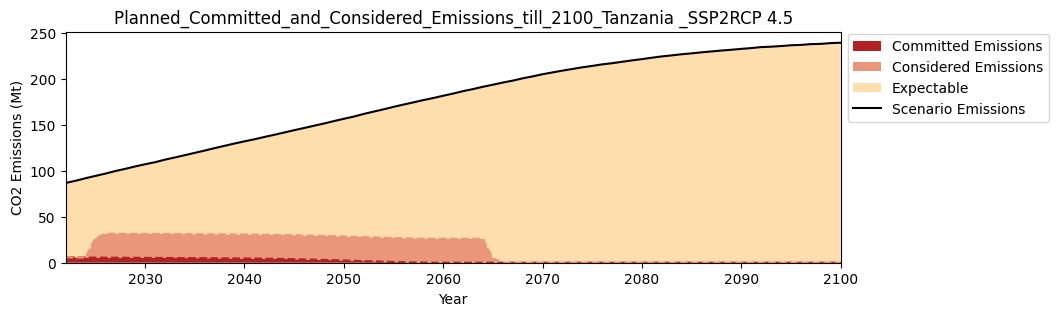 Planned_Committed_and_Considered_Emissions_till_2100_Tanzania _SSP2RCP 4.5
CO2 Emissions (Mt)
250
200
150
100
50
0
2030 2040 2050 2060 2070 2080 2090 2100
Year
Committed Emissions
Considered Emissions
Expectable
Scenario Emissions